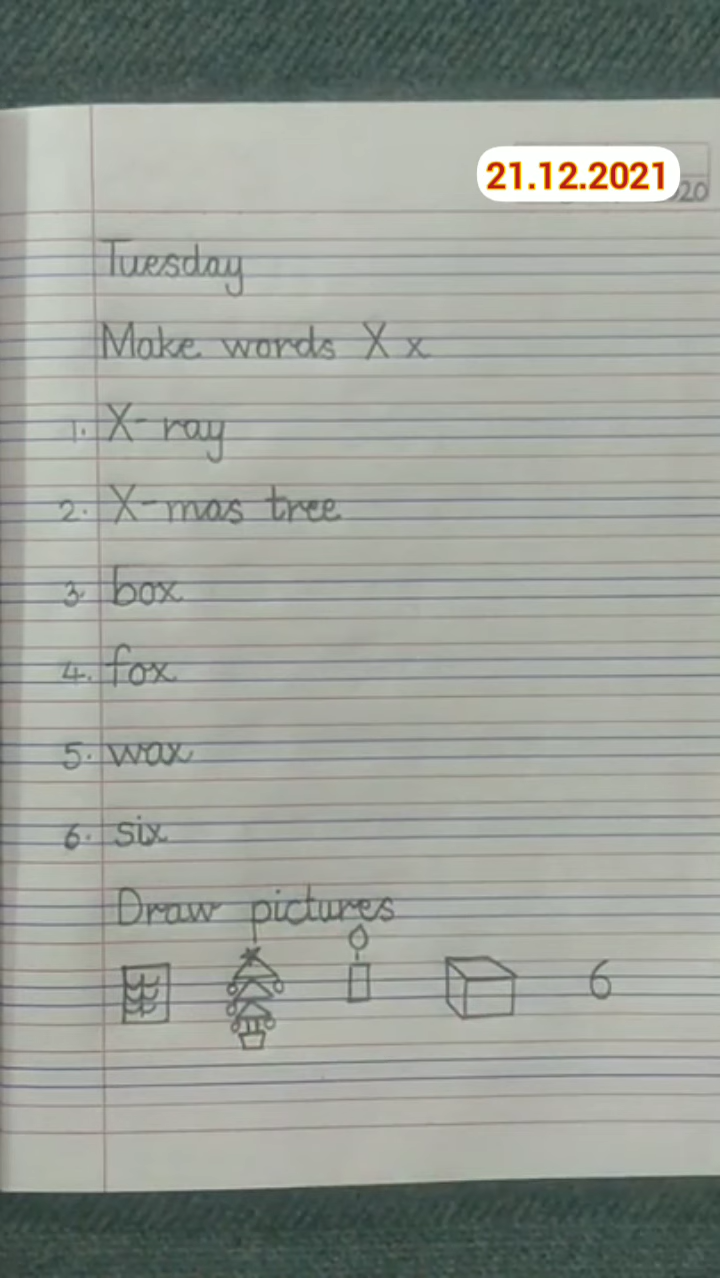 21.12.2021
20
Tuesday
Make words X x
1. X-ray
2. X-mas tree
3. box
4. fox
5. wax
6. six
Draw pictures
6